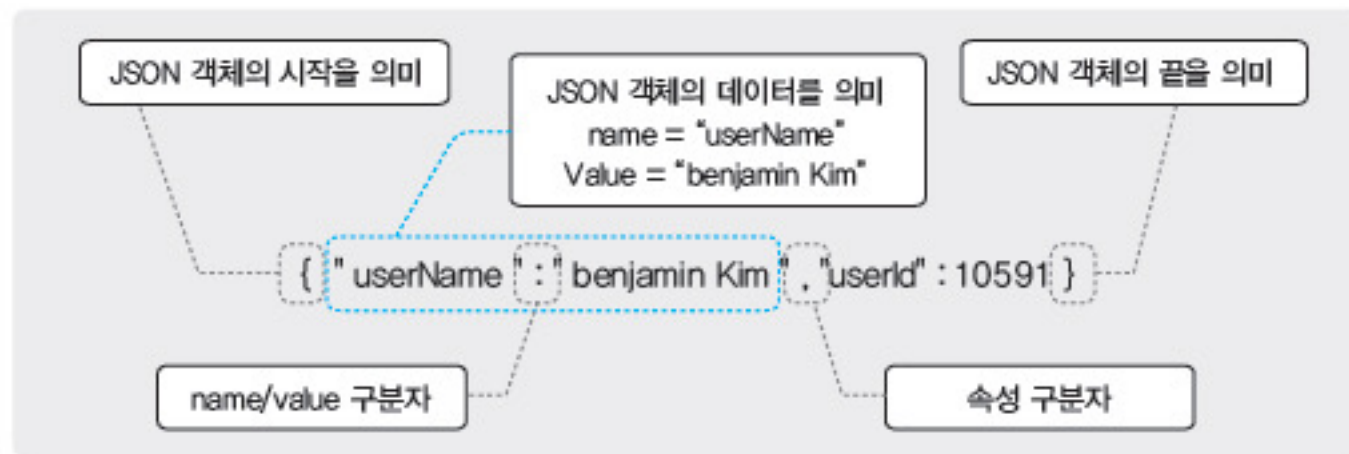 JSON 객체의 시작을 의미
JSON 객체의 데이터를 의미
name = "userName"
Value = "benjamin Kim"
JSON 객체의 끝을 의미
{ " userName " : " benjamin Kim " , "userId" : 10591 }
name/value 구분자
속성 구분자